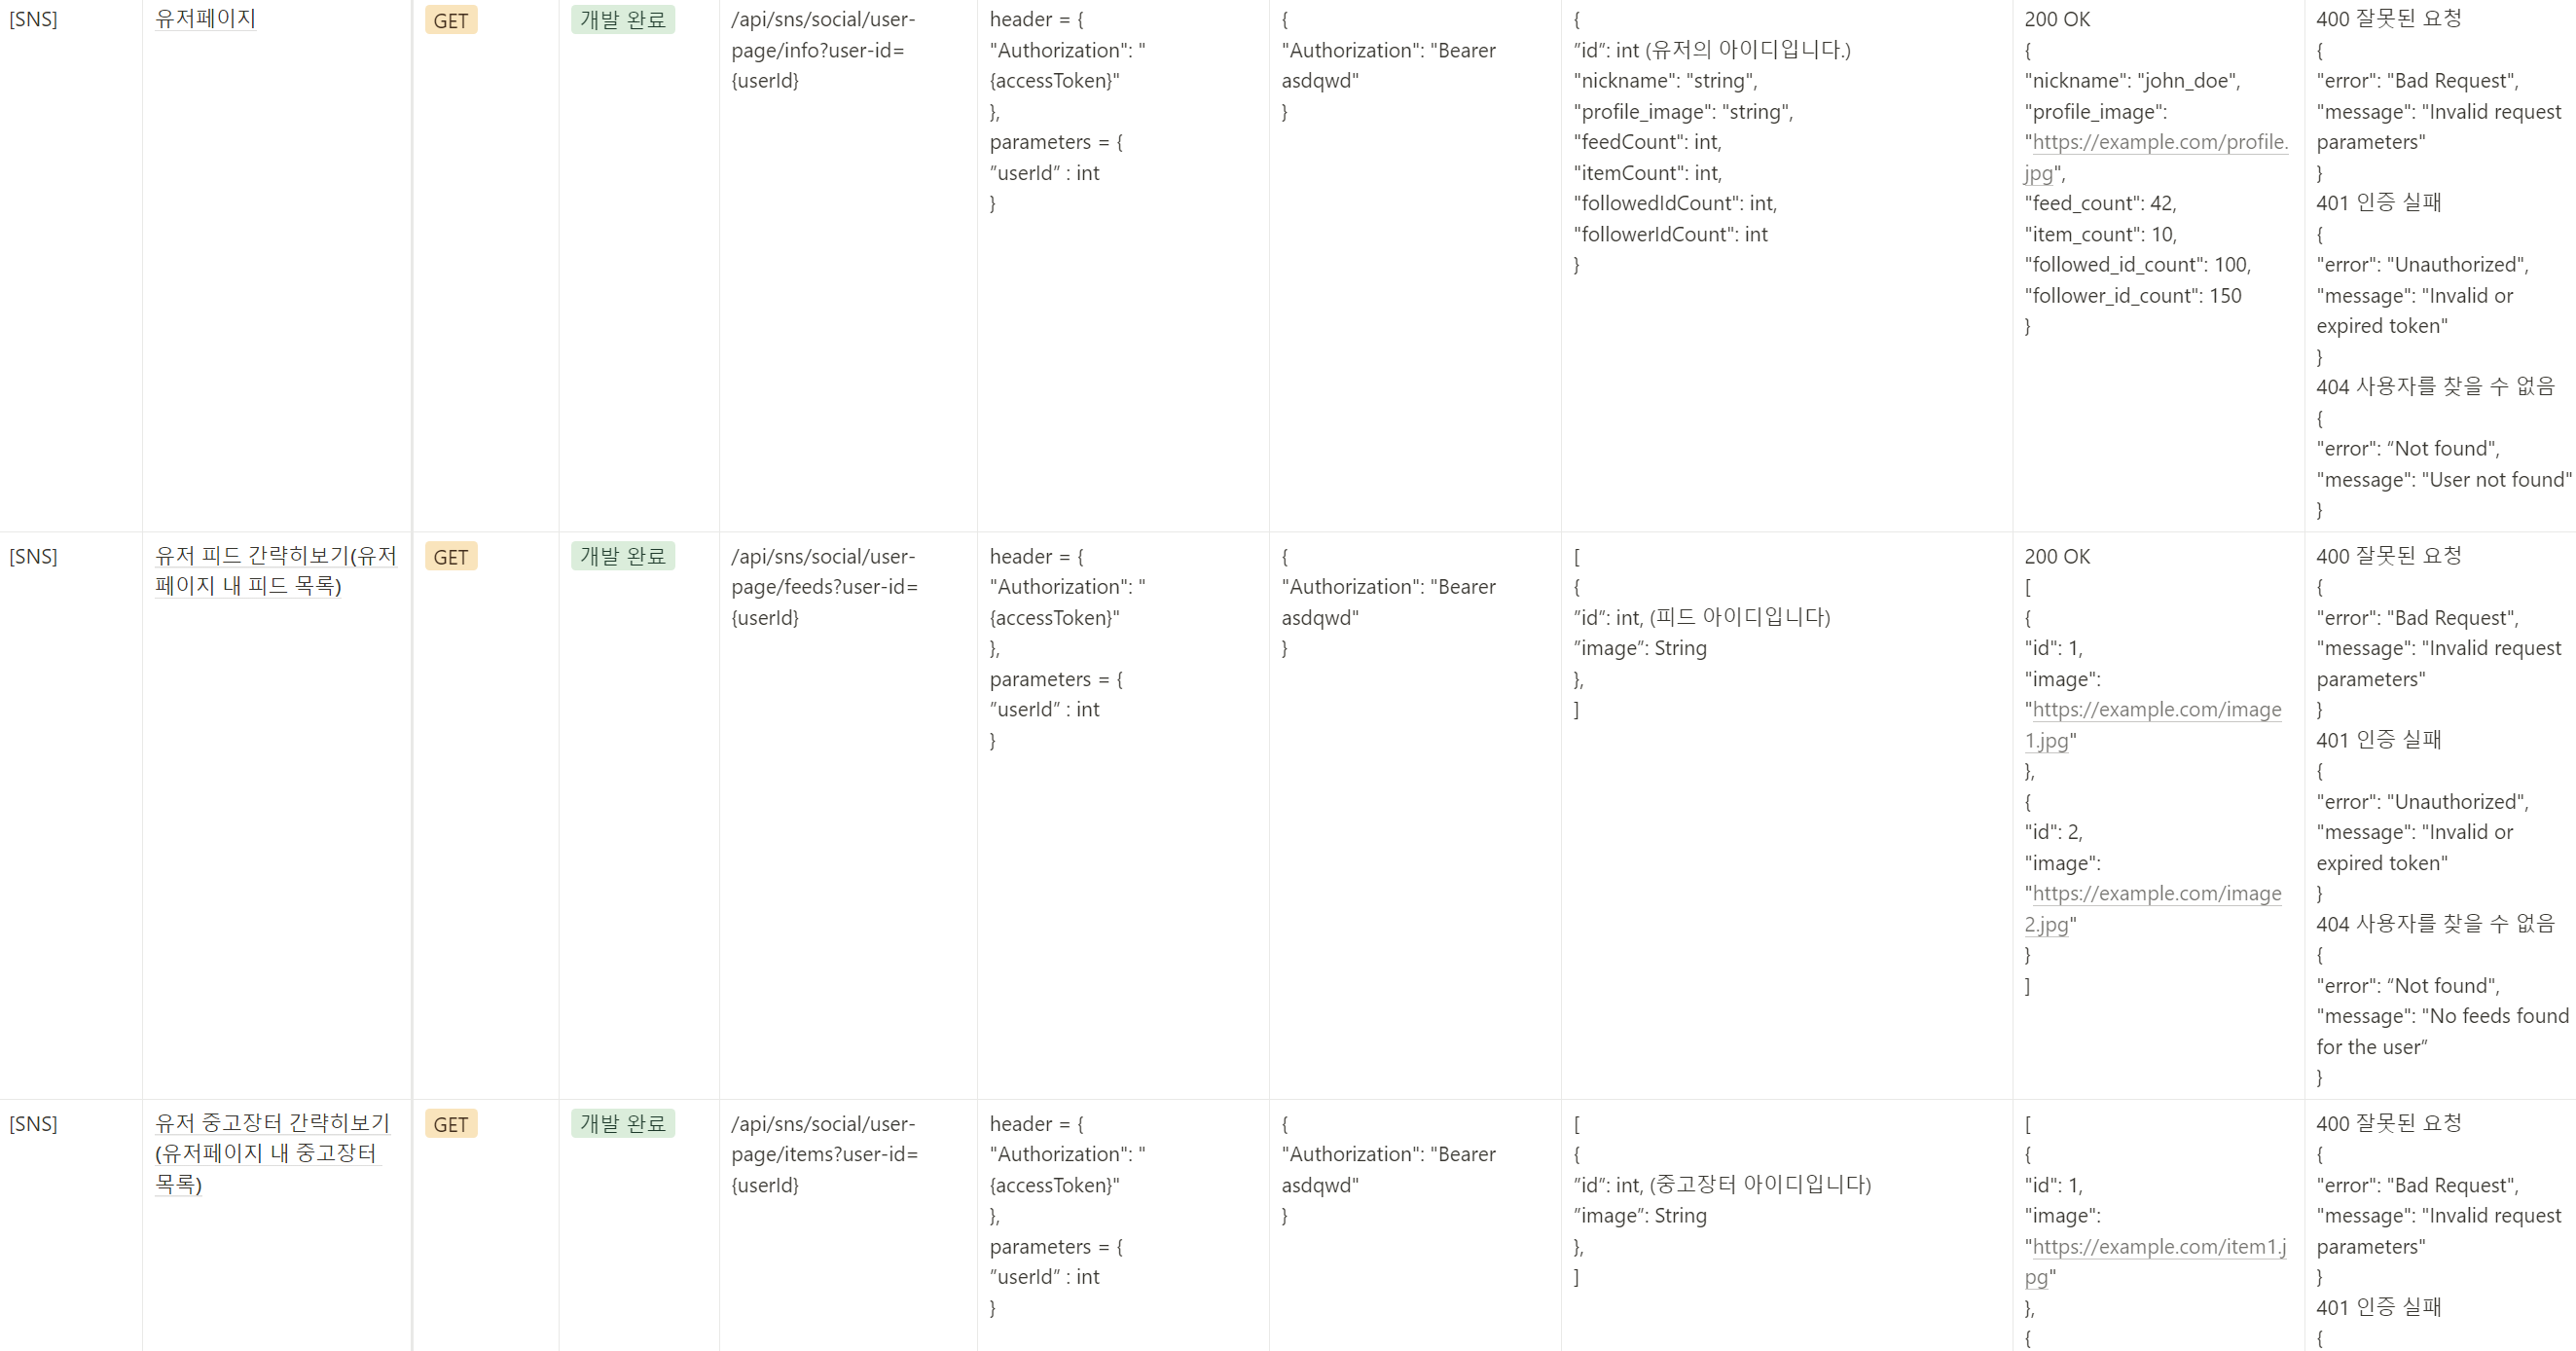 [SNS]
유저페이지
GET
개발 완료
/api/sns/social/user-
page/info?user-id=
{userId}
header = {
"Authorization": "
{accessToken}"
},
parameters = {
”userId” : int
}
{
"Authorization": "Bearer
asdqwd"
}
{
”id”: int (유저의 아이디입니다.)
"nickname": "string",
"profile_image": "string",
"feedCount": int,
"itemCount": int,
"followedIdCount": int,
"followerIdCount": int
}
200 OK
{
"nickname": "john_doe",
"profile_image":
"https://example.com/profile.
jpg",
"feed_count": 42,
"item_count": 10,
"followed_id_count": 100,
"follower_id_count": 150
}
400 잘못된 요청
{
"error": "Bad Request",
"message": "Invalid request
parameters"
}
401 인증 실패
{
"error": "Unauthorized",
"message": "Invalid or
expired token"
}
404 사용자를 찾을 수 없음
{
"error": “Not found",
"message": "User not found"
}
[SNS]
유저 피드 간략히보기(유저
페이지 내 피드 목록)
GET
개발 완료
/api/sns/social/user-
page/feeds?user-id=
{userId}
header = {
"Authorization": "
{accessToken}"
},
parameters = {
”userId” : int
}
{
"Authorization": "Bearer
asdqwd"
}
[
{
”id”: int, (피드 아이디입니다)
”image”: String
},
]
200 OK
[
{
"id": 1,
"image":
"https://example.com/image
1.jpg"
},
{
"id": 2,
"image":
"https://example.com/image
2.jpg"
}
]
400 잘못된 요청
{
"error": "Bad Request",
"message": "Invalid request
parameters"
}
401 인증 실패
{
"error": "Unauthorized",
"message": "Invalid or
expired token"
}
404 사용자를 찾을 수 없음
{
"error": “Not found",
"message": "No feeds found
for the user”
}
[SNS]
유저 중고장터 간략히보기
(유저페이지 내 중고장터
목록)
GET
개발 완료
/api/sns/social/user-
page/items?user-id=
{userId}
header = {
"Authorization": "
{accessToken}"
},
parameters = {
”userId” : int
}
{
"Authorization": "Bearer
asdqwd"
}
[
{
”id”: int, (중고장터 아이디입니다)
”image”: String
},
]
[
{
"id": 1,
"image":
"https://example.com/item1.j
pg"
},
{
400 잘못된 요청
{
"error": "Bad Request",
"message": "Invalid request
parameters"
}
401 인증 실패
{